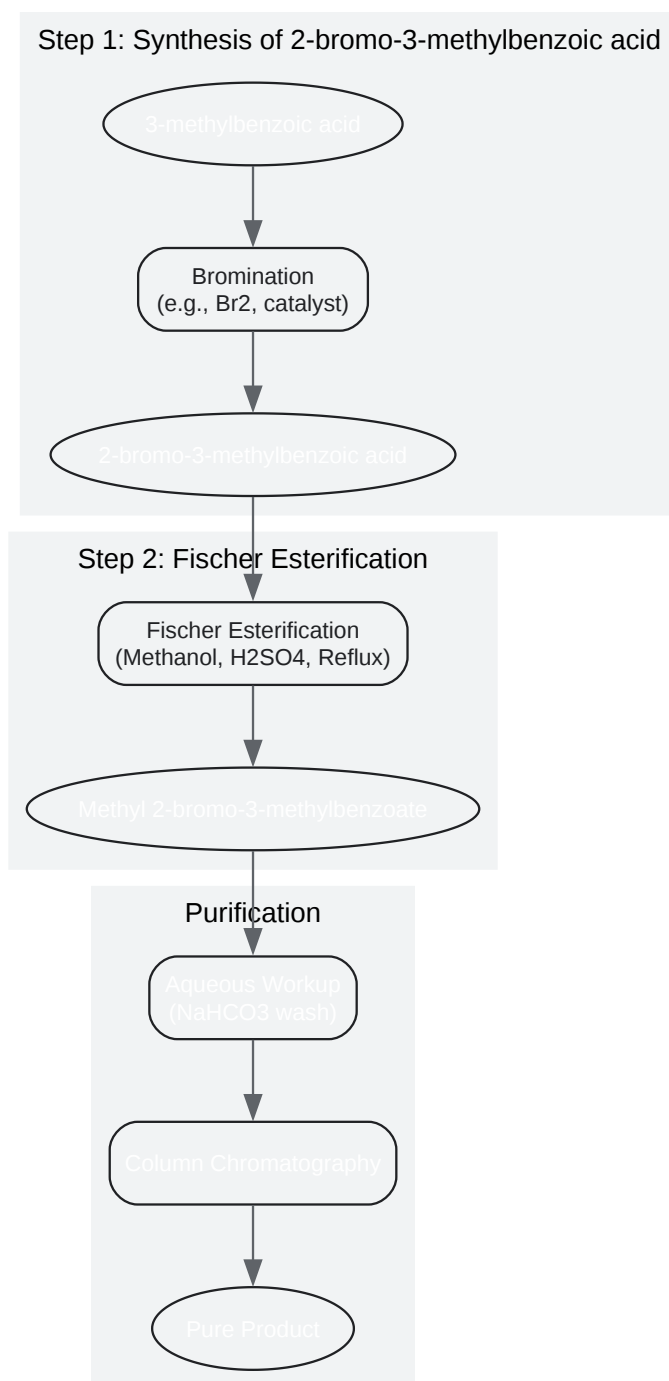 Step 1: Synthesis of 2-bromo-3-methylbenzoic acid
3-methylbenzoic acid
Bromination
(e.g., Br2, catalyst)
2-bromo-3-methylbenzoic acid
Step 2: Fischer Esterification
Fischer Esterification
(Methanol, H2SO4, Reflux)
Methyl 2-bromo-3-methylbenzoate
Purification
Aqueous Workup
(NaHCO3 wash)
Column Chromatography
Pure Product